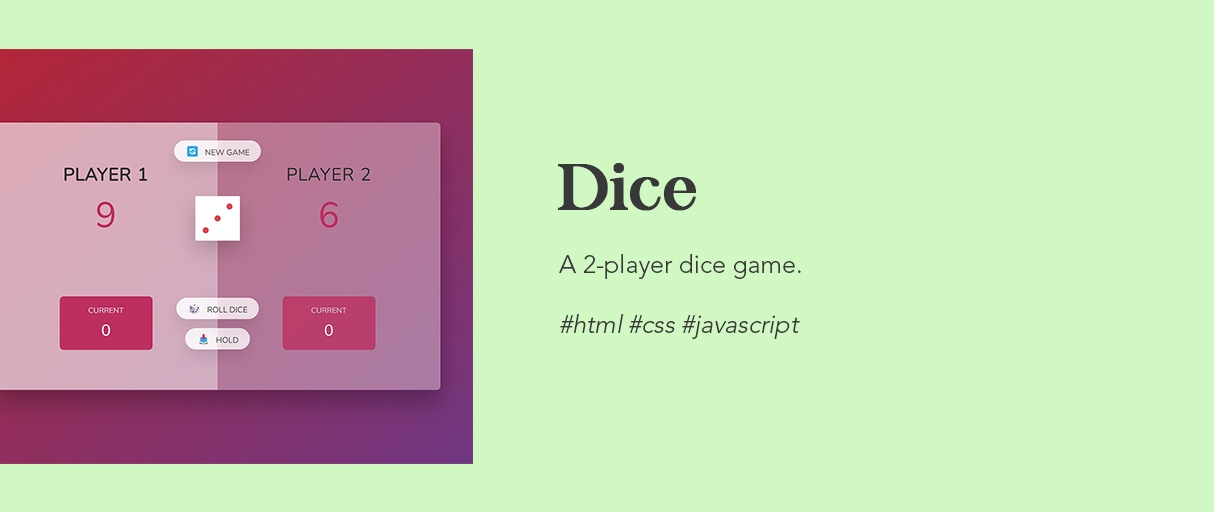 NEW GAME
PLAYER 1
PLAYER 2
9
6
CURRENT
0
ROLL DICE
HOLD
CURRENT
0
Dice
A 2-player dice game.
#html #css #javascript